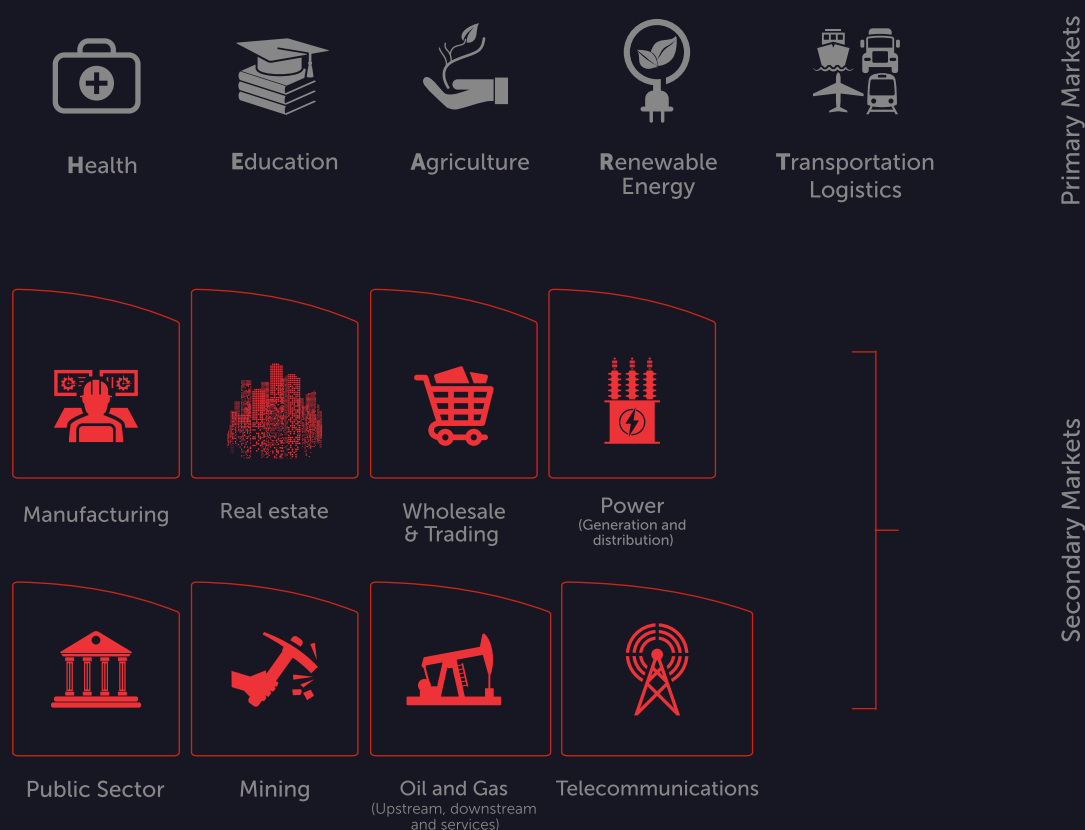 Health
Education
Agriculture
Renewable
Energy
Transportation
Logistics
Primary Markets
Manufacturing
Real estate
Wholesale
& Trading
Power
(Generation and
distribution)
Secondary Markets
Public Sector
Mining
Oil and Gas
(Upstream, downstream
and services)
Telecommunications